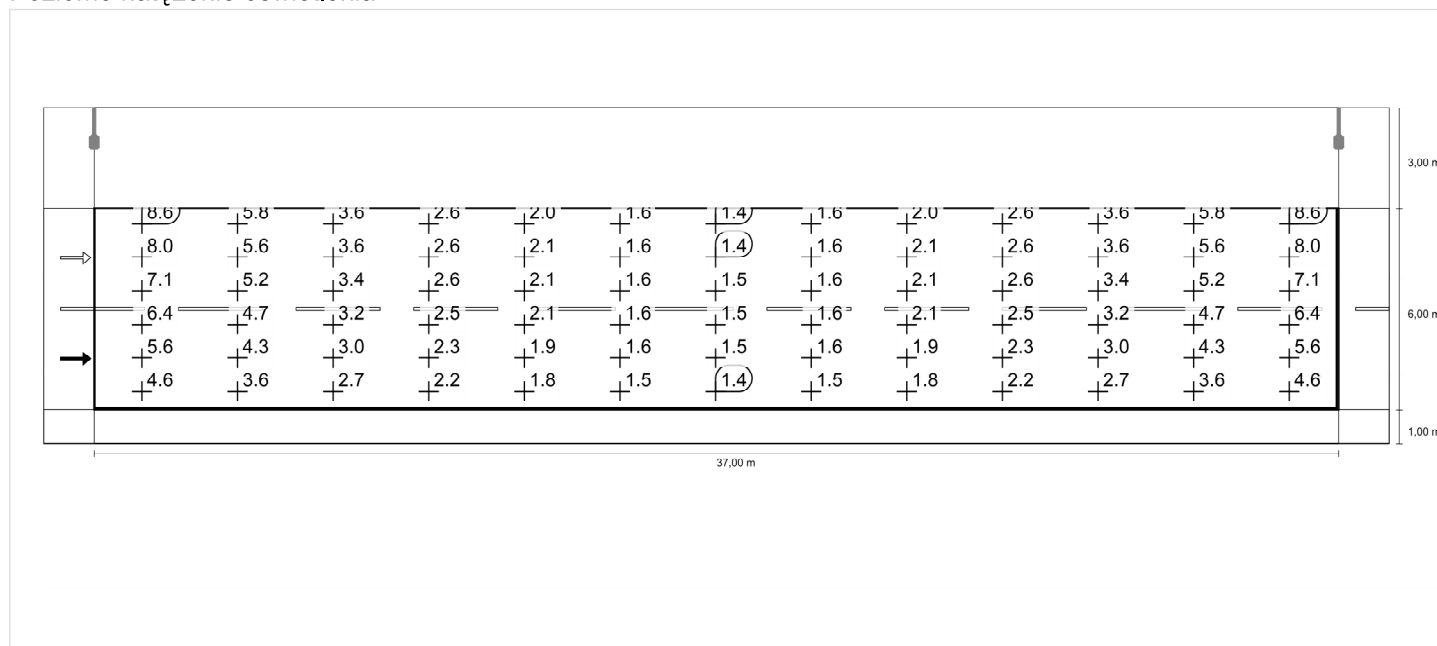 3,00 m
8.6 5.8 3.6 2.6 2.0 1.6 1.4 1.6 2.0 2.6 3.6 5.8 8.6
8.0 5.6 3.6 2.6 2.1 1.6 1.4 1.6 2.1 2.6 3.6 5.6 8.0
7.1 5.2 3.4 2.6 2.1 1.6 1.5 1.6 2.1 2.6 3.4 5.2 7.1
6.4 4.7 3.2 2.5 2.1 1.6 1.5 1.6 2.1 2.5 3.2 4.7 6.4
6,00 m
5.6 4.3 3.0 2.3 1.9 1.6 1.5 1.6 1.9 2.3 3.0 4.3 5.6
4.6 3.6 2.7 2.2 1.8 1.5 1.4 1.5 1.8 2.2 2.7 3.6 4.6
1,00 m
37,00 m